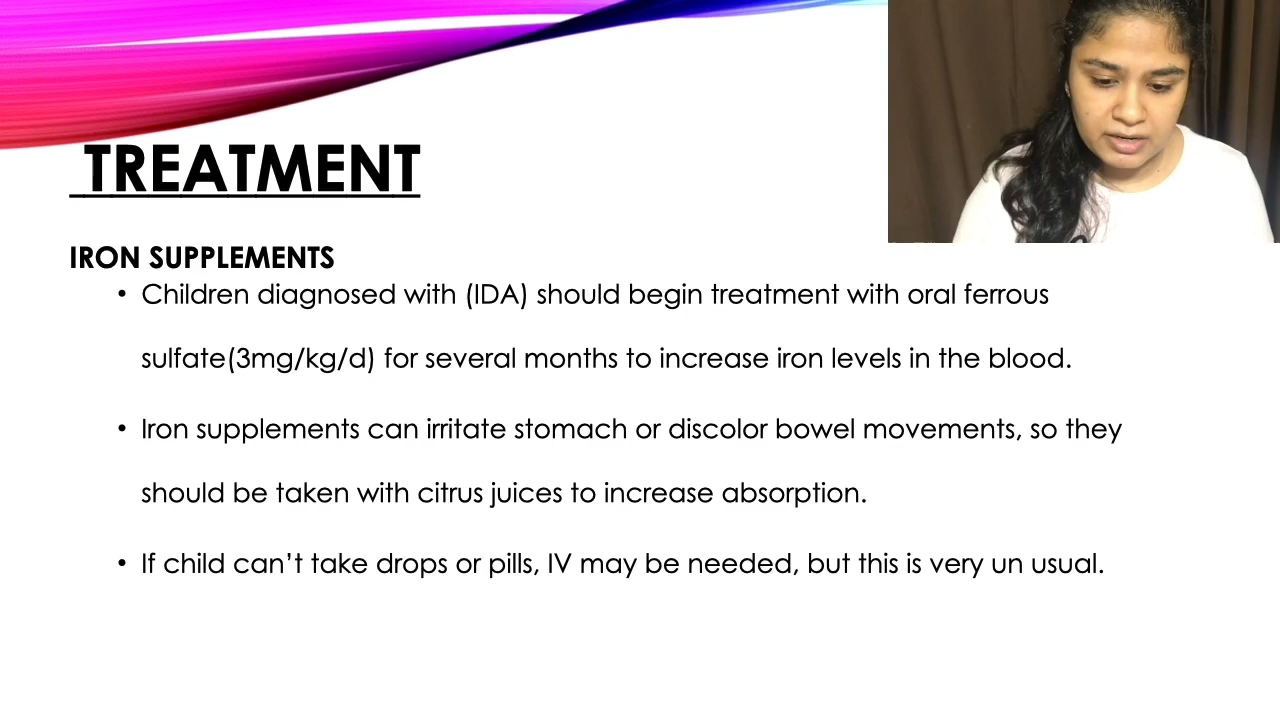 TREATMENT
IRON SUPPLEMENTS
• Children diagnosed with (IDA) should begin treatment with oral ferrous
sulfate(3mg/kg/d) for several months to increase iron levels in the blood.
• Iron supplements can irritate stomach or discolor bowel movements, so they
should be taken with citrus juices to increase absorption.
• If child can’t take drops or pills, IV may be needed, but this is very un usual.